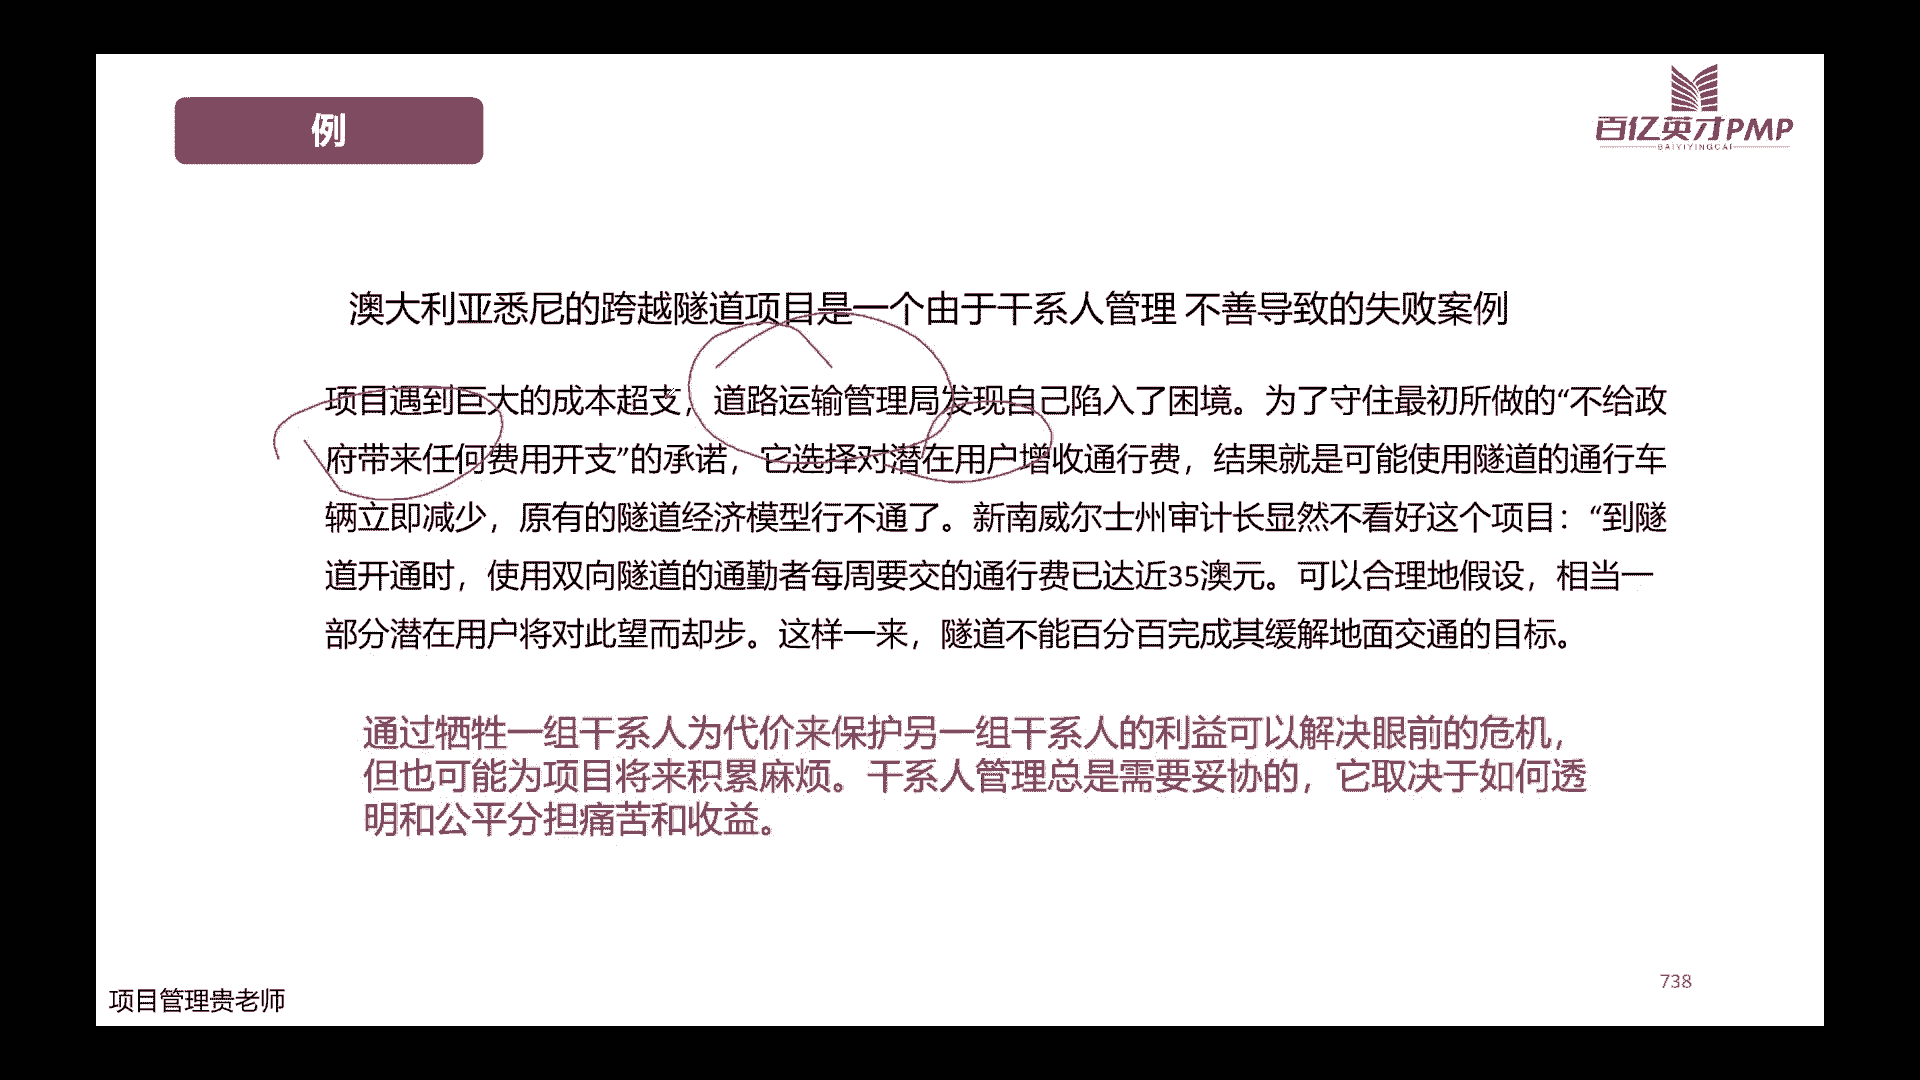 例
百亿英才PMP
BAIYIYINGCAI
澳大利亚悉尼的跨越隧道项目是一个由于干系人管理 不善导致的失败案例
项目遇到巨大的成本超支，道路运输管理局发现自己陷入了困境。为了守住最初所做的“不给政
府带来任何费用开支”的承诺，它选择对潜在用户增收通行费，结果就是可能使用隧道的通行车
辆立即减少，原有的隧道经济模型行不通了。新南威尔士州审计长显然不看好这个项目：“到隧
道开通时，使用双向隧道的通勤者每周要交的通行费已达近35澳元。可以合理地假设，相当一
部分潜在用户将对此望而却步。这样一来，隧道不能百分百完成其缓解地面交通的目标。
通过牺牲一组干系人为代价来保护另一组干系人的利益可以解决眼前的危机，
但也可能为项目将来积累麻烦。干系人管理总是需要妥协的，它取决于如何透
明和公平分担痛苦和收益。
738
项目管理贵老师